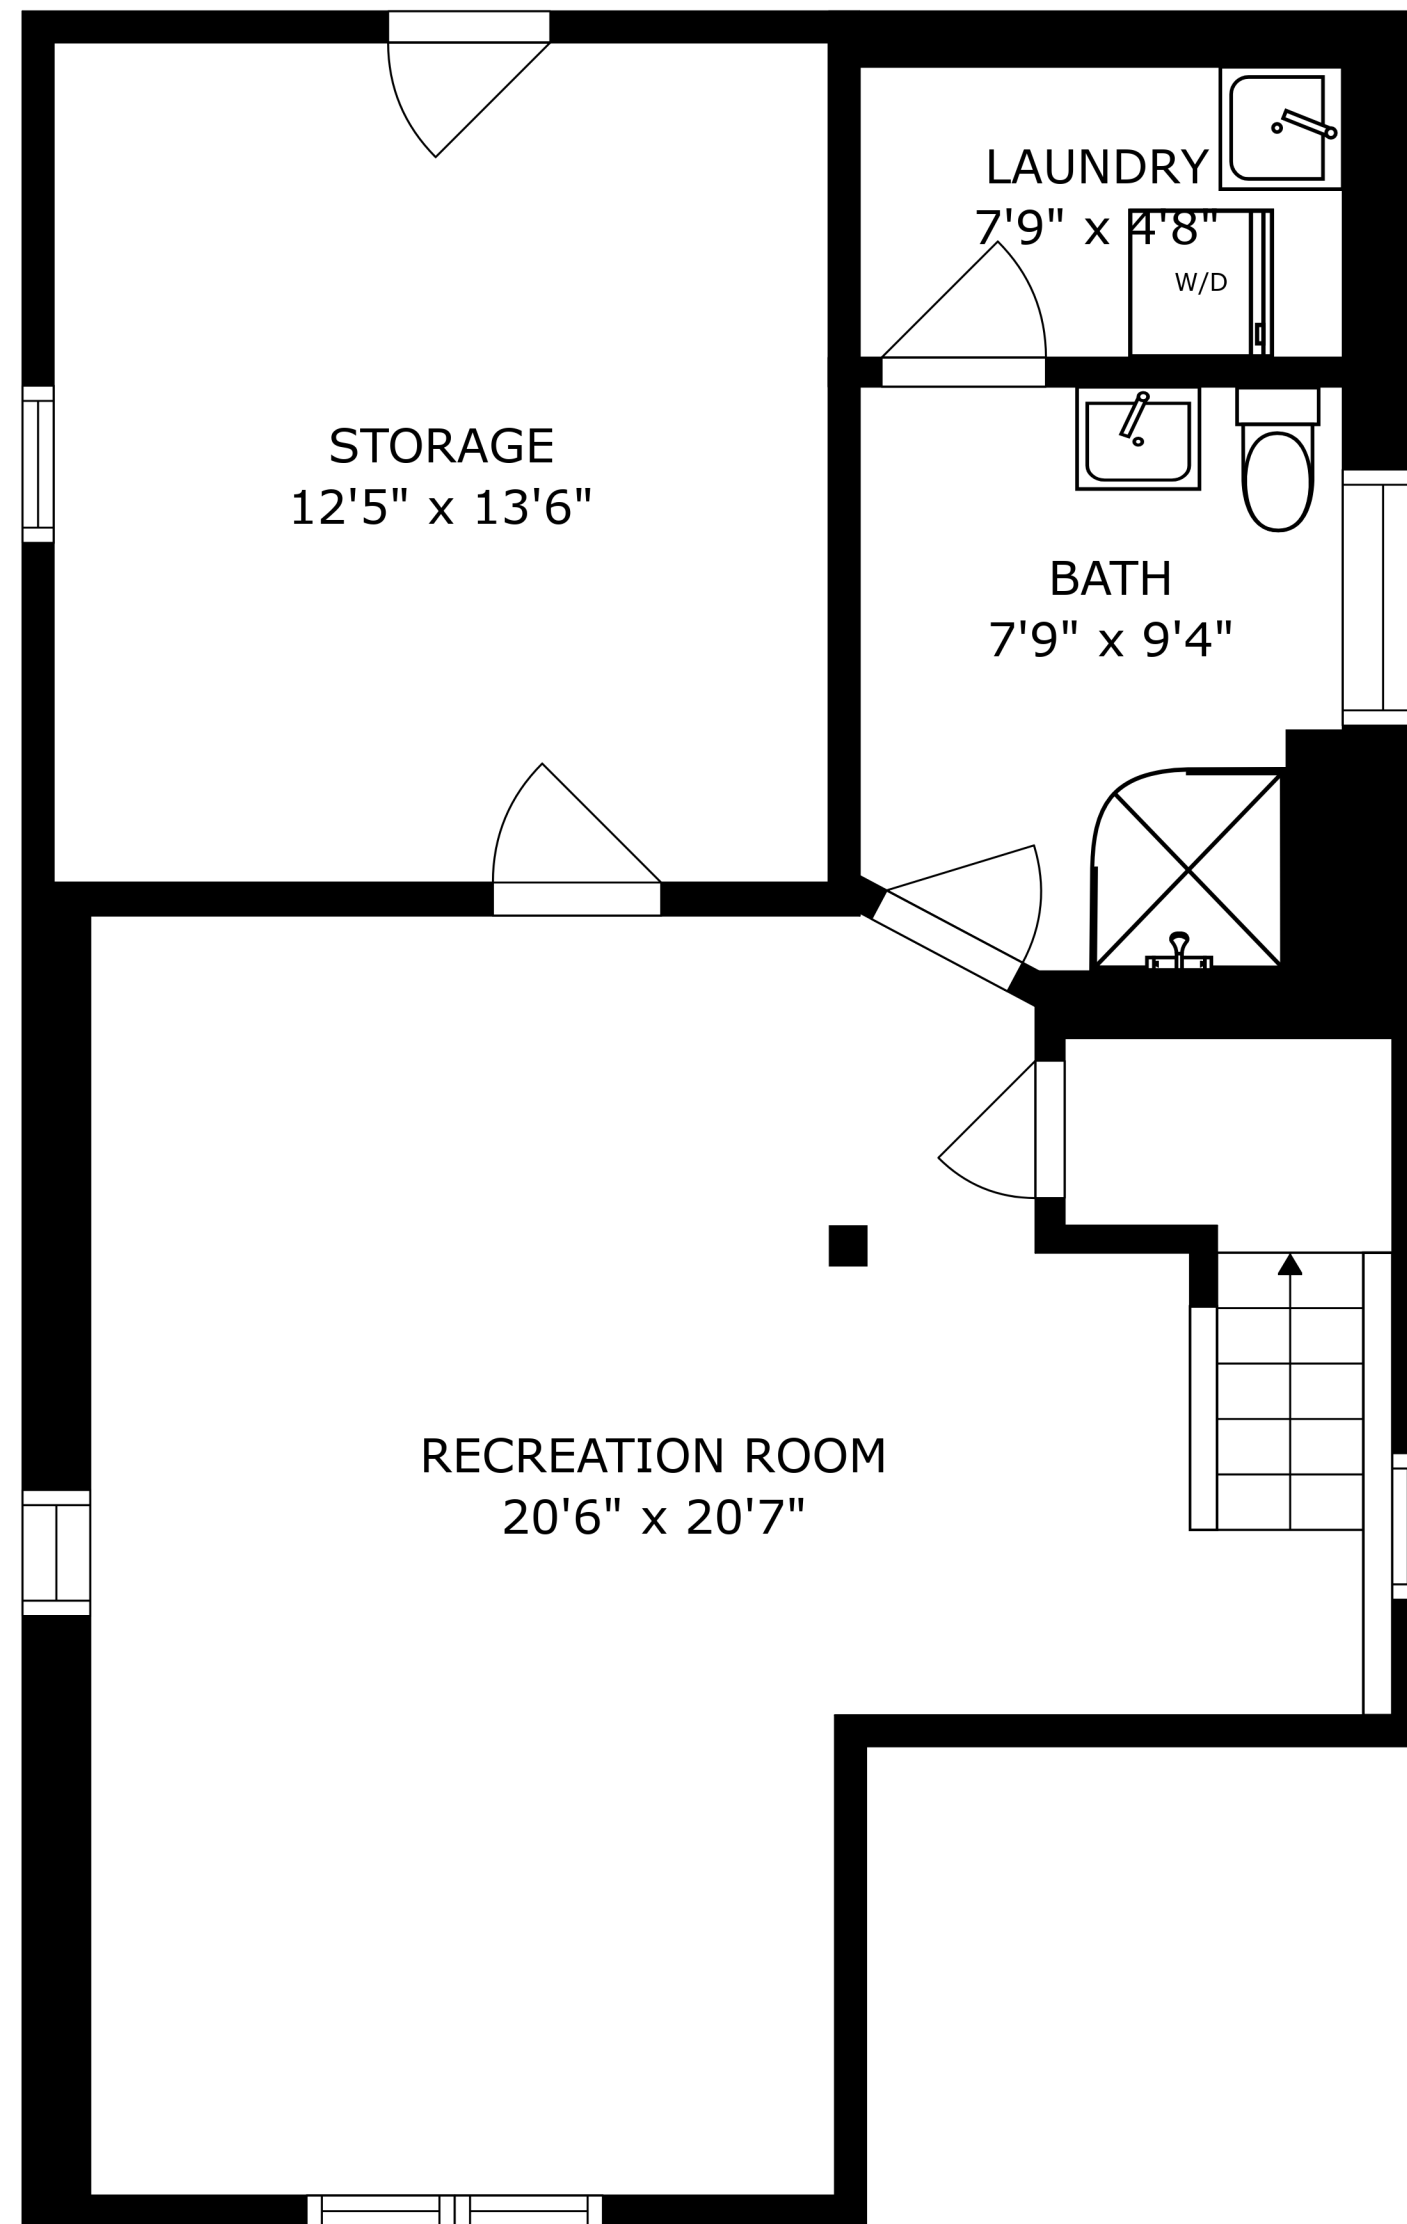 LAUNDRY
7'9" x 4'8"
W/D
STORAGE
12'5" x 13'6"
BATH
7'9" x 9'4"
RECREATION ROOM
20'6" x 20'7"